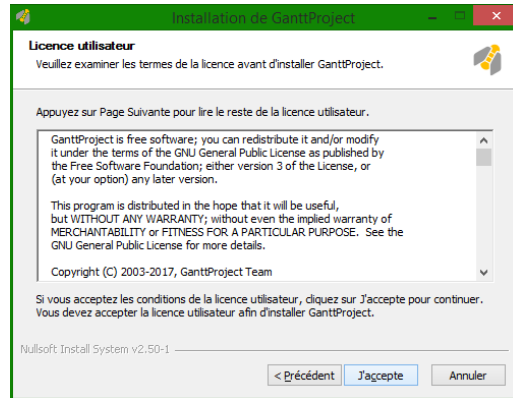 Installation de GanttProject
Licence utilisateur
Veuillez examiner les termes de la licence avant d'installer GanttProject.
Appuyez sur Page Suivante pour lire le reste de la licence utilisateur.
GanttProject is free software; you can redistribute it and/or modify
it under the terms of the GNU General Public License as published by
the Free Software Foundation; either version 3 of the License, or
(at your option) any later version.
This program is distributed in the hope that it will be useful,
but WITHOUT ANY WARRANTY; without even the implied warranty of
MERCHANTABILITY or FITNESS FOR A PARTICULAR PURPOSE. See the
GNU General Public License for more details.
Copyright (C) 2003-2017, GanttProject Team
Si vous acceptez les conditions de la licence utilisateur, cliquez sur J'accepte pour continuer.
Vous devez accepter la licence utilisateur afin d'installer GanttProject.
Nullsoft Install System v2.50-1
< Précédent J'accepte Annuler